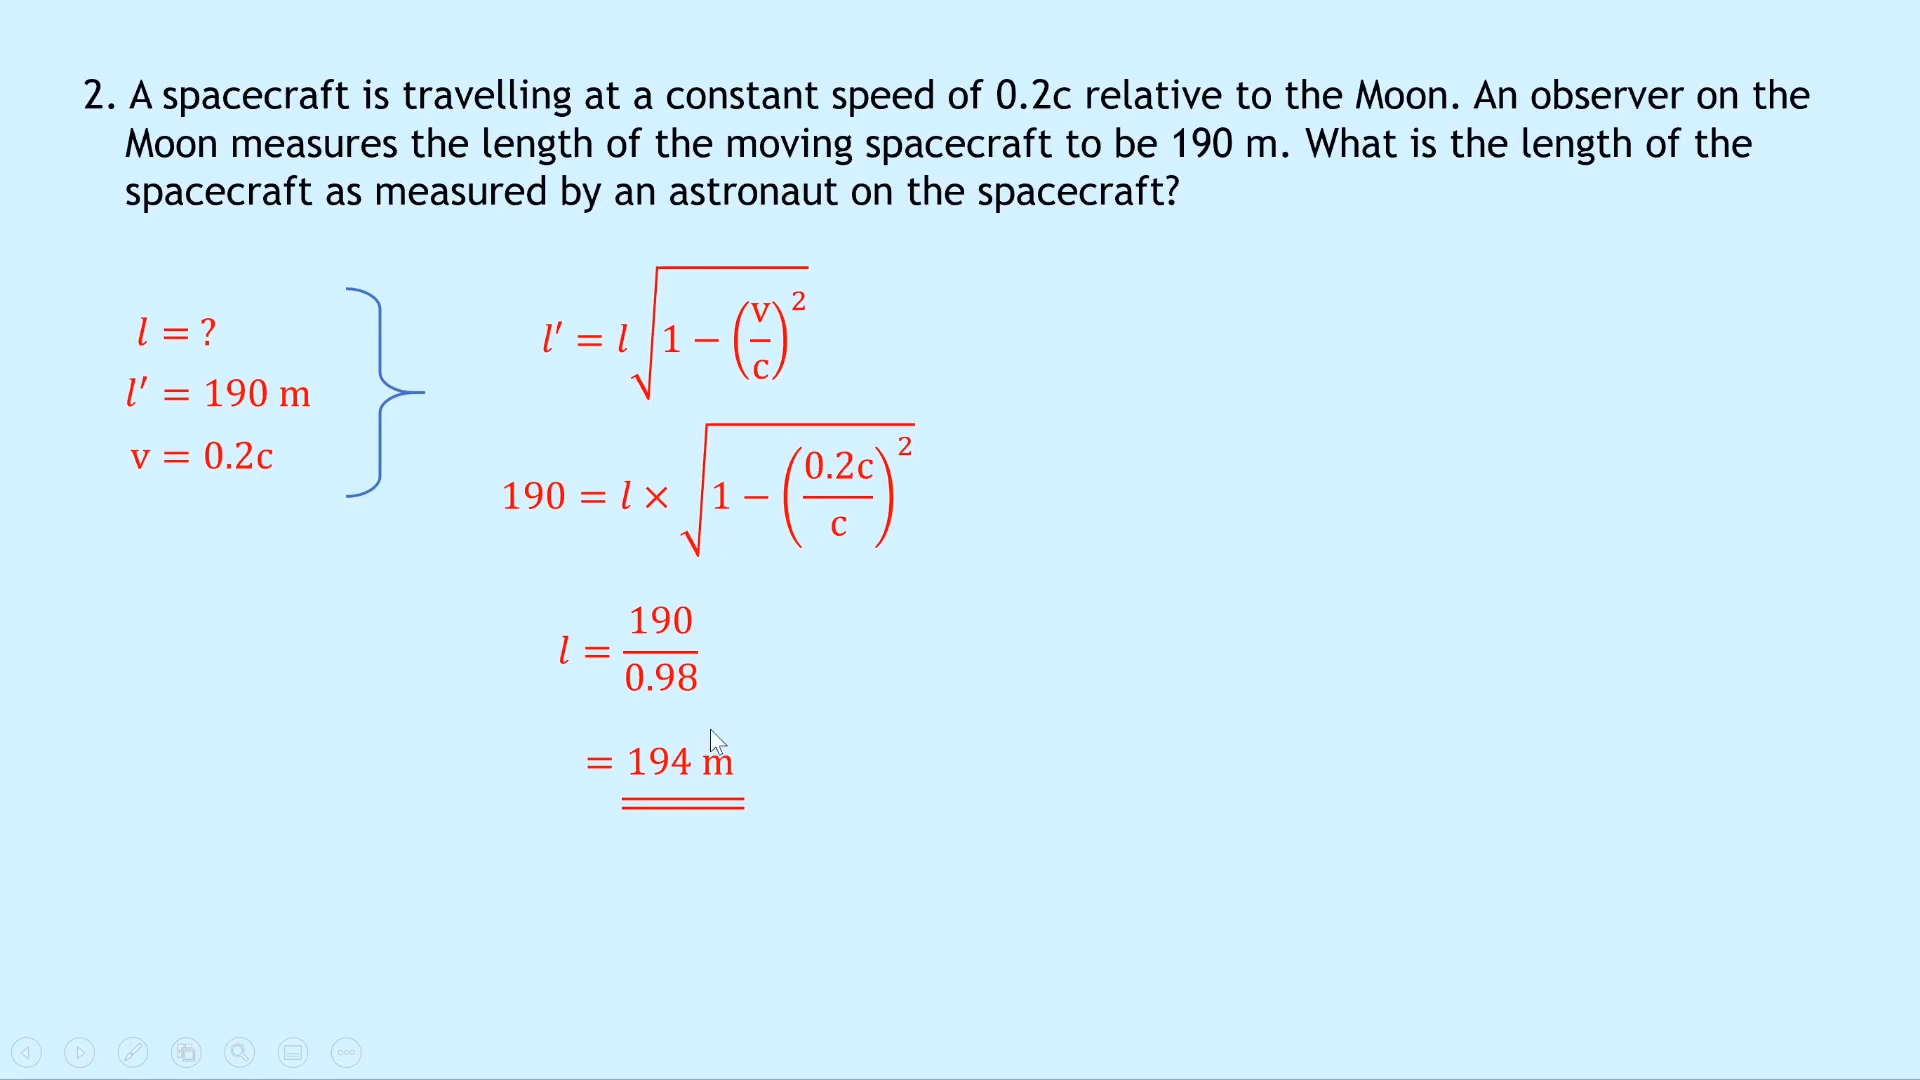 2. A spacecraft is travelling at a constant speed of 0.2c relative to the Moon. An observer on the
Moon measures the length of the moving spacecraft to be 190 m. What is the length of the
spacecraft as measured by an astronaut on the spacecraft?
l = ?
l′ = 190 m
v = 0.2c
l′ = l √(1 − (v/c)²)
190 = l × √(1 − (0.2c/c)²)
l = 190/0.98
= 194 m